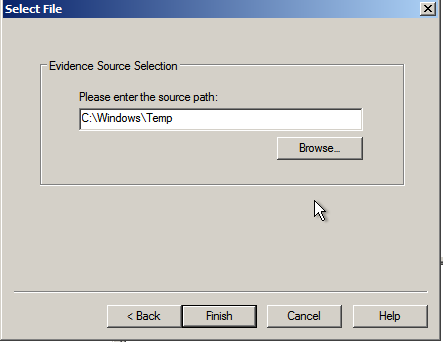 Select File
Evidence Source Selection
Please enter the source path:
C:\Windows\Temp
Browse...
< Back
Finish
Cancel
Help